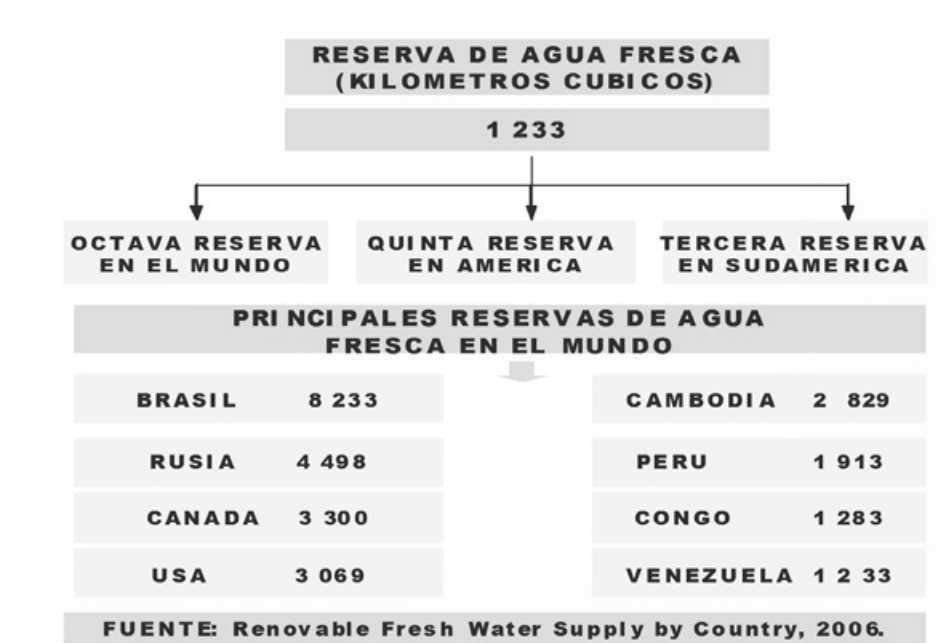 RESERVA DE AGUA FRESCA
(KILOMETROS CUBICOS)
1 233
OCTAVA RESERVA
EN EL MUNDO
QUINTA RESERVA
EN AMERICA
TERCERA RESERVA
EN SUDAMERICA
PRINCIPALES RESERVAS DE AGUA
FRESCA EN EL MUNDO
BRASIL 8 233
RUSIA 4 498
CANADA 3 300
USA 3 069
CAMBODIA 2 829
PERU 1 913
CONGO 1 283
VENEZUELA 1 233
FUENTE: Renovable Fresh Water Supply by Country, 2006.